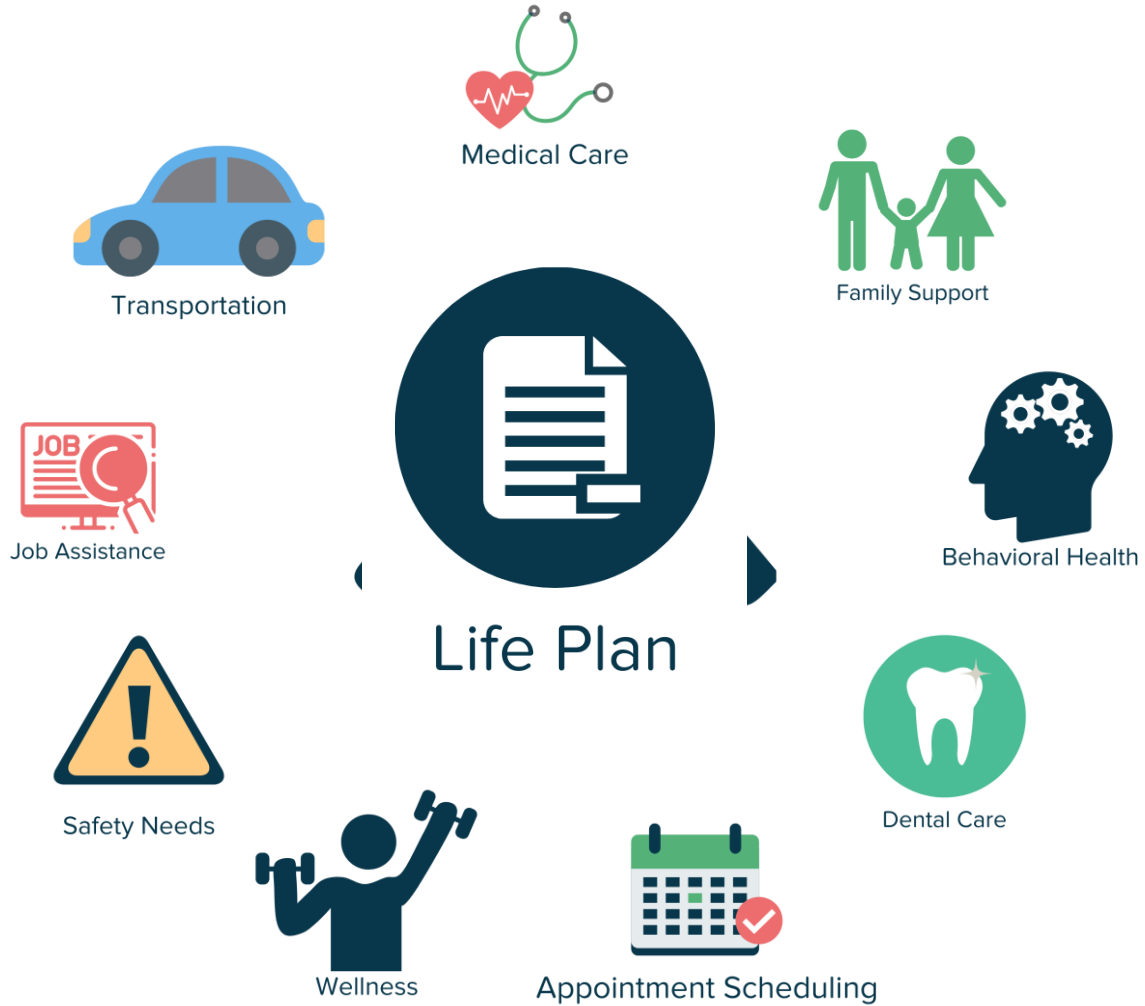 Medical Care
Transportation
Family Support
JOB
Job Assistance
Behavioral Health
Life Plan
Safety Needs
Dental Care
Wellness
Appointment Scheduling